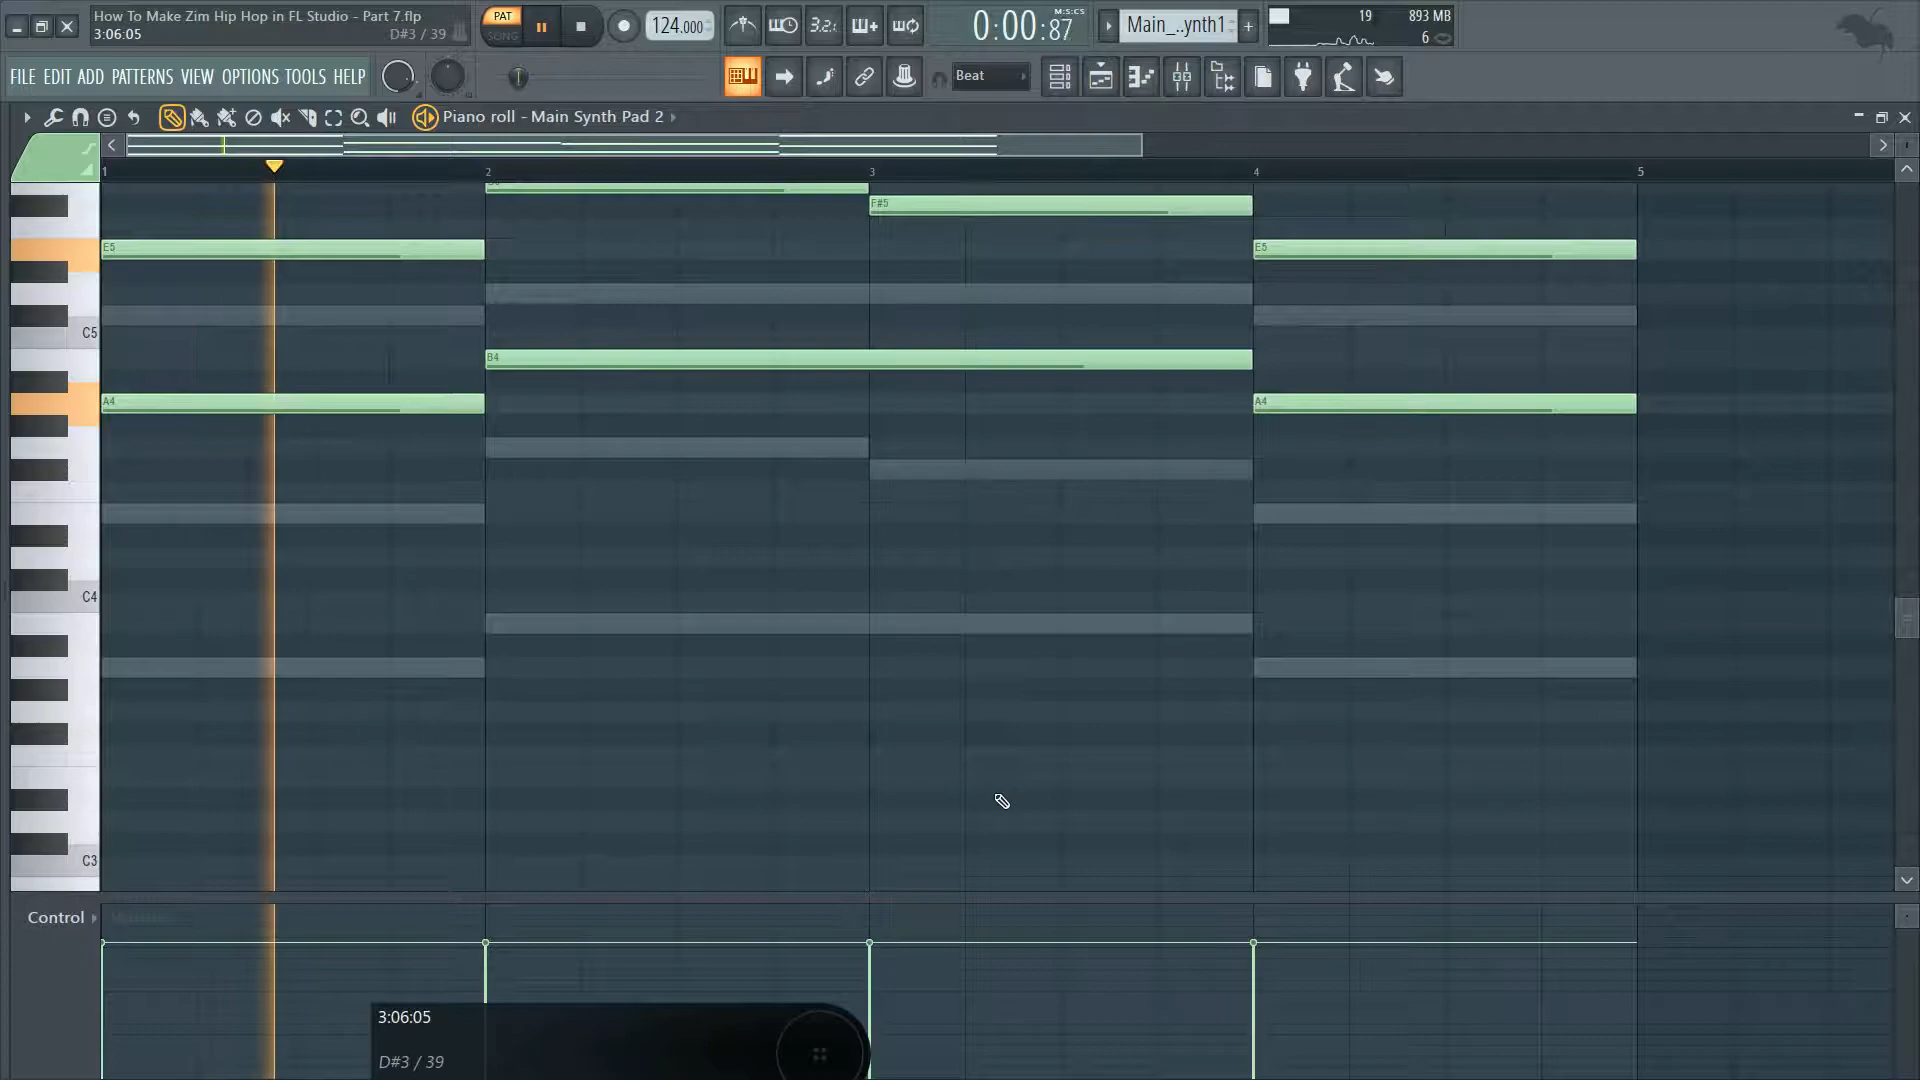 How To Make Zim Hip Hop in FL Studio - Part 7.flp
3:06:05
D#3 / 39
PAT
SONG
124.000
3.2.
0:00:87
M:S:CS
Main_..ynth1
19
893 MB
6
FILE EDIT ADD PATTERNS VIEW OPTIONS TOOLS HELP
Beat
Piano roll - Main Synth Pad 2
1
2
3
4
5
F#5
E5
E5
C5
B4
A4
A4
C4
C3
Control
3:06:05
D#3 / 39